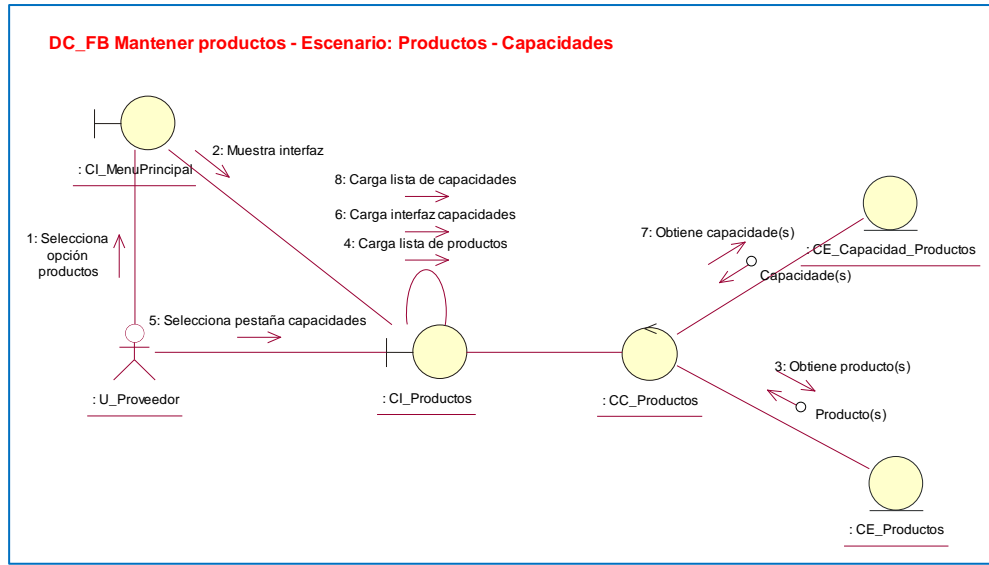 DC_FB Mantener productos - Escenario: Productos - Capacidades
: CI_MenuPrincipal
2: Muestra interfaz
8: Carga lista de capacidades
6: Carga interfaz capacidades
4: Carga lista de productos
1: Selecciona
opción
productos
7: Obtiene capacidade(s)
: CE_Capacidad_Productos
Capacidade(s)
5: Selecciona pestaña capacidades
: U_Proveedor
: CI_Productos
: CC_Productos
3: Obtiene producto(s)
Producto(s)
: CE_Productos